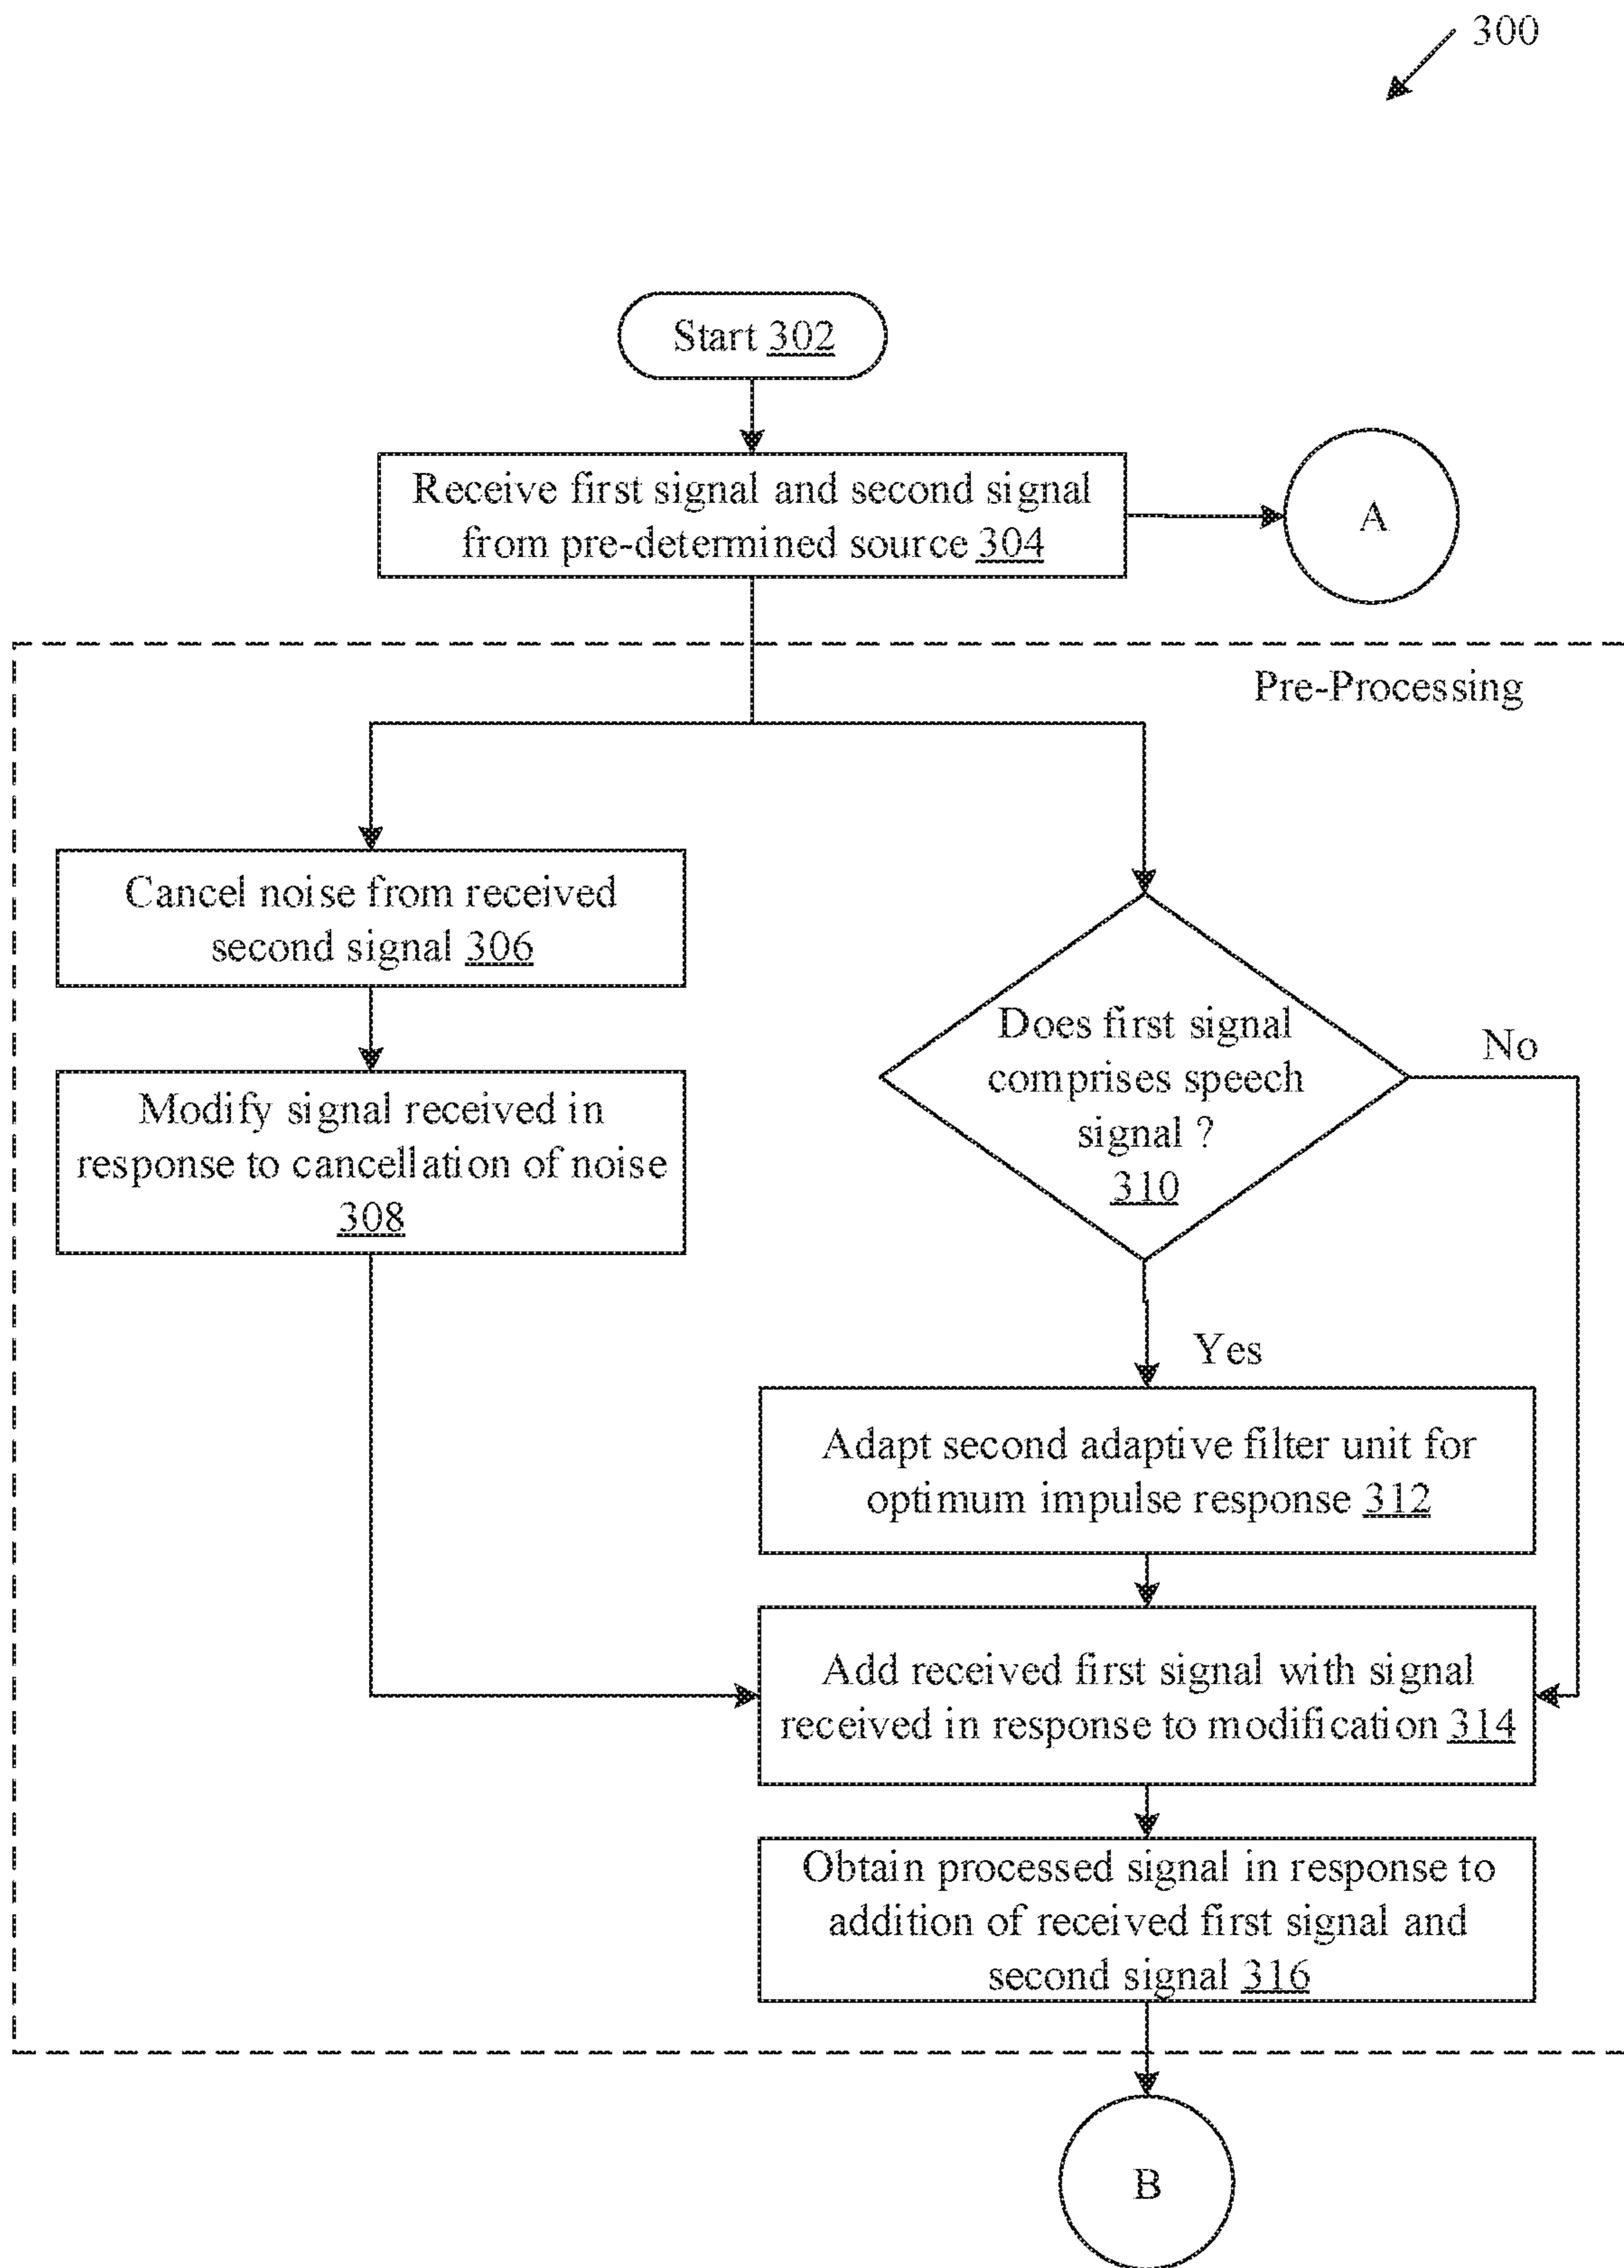 300
Start 302
Receive first signal and second signal
from pre-determined source 304
A
Pre-Processing
Cancel noise from received
second signal 306
Modify signal received in
response to cancellation of noise
308
Does first signal
comprises speech
signal ?
310
No
Yes
Adapt second adaptive filter unit for
optimum impulse response 312
Add received first signal with signal
received in response to modification 314
Obtain processed signal in response to
addition of received first signal and
second signal 316
B